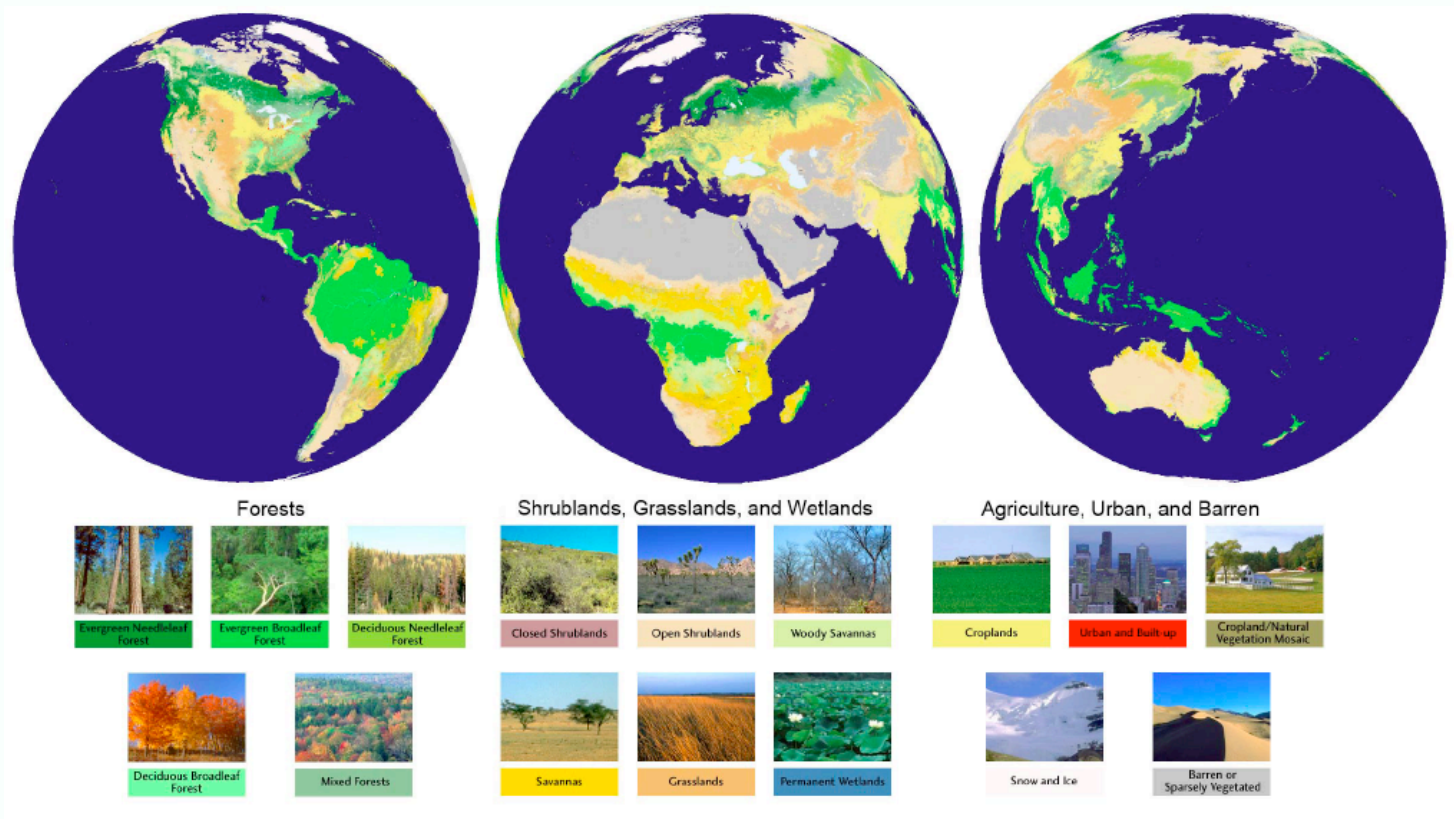 Forests
Shrublands, Grasslands, and Wetlands
Agriculture, Urban, and Barren
Evergreen Needleleaf
Forest
Evergreen Broadleaf
Forest
Deciduous Needleleaf
Forest
Closed Shrublands
Open Shrublands
Woody Savannas
Croplands
Urban and Built-up
Cropland/Natural
Vegetation Mosaic
Deciduous Broadleaf
Forest
Mixed Forests
Savannas
Grasslands
Permanent Wetlands
Snow and Ice
Barren or
Sparsely Vegetated